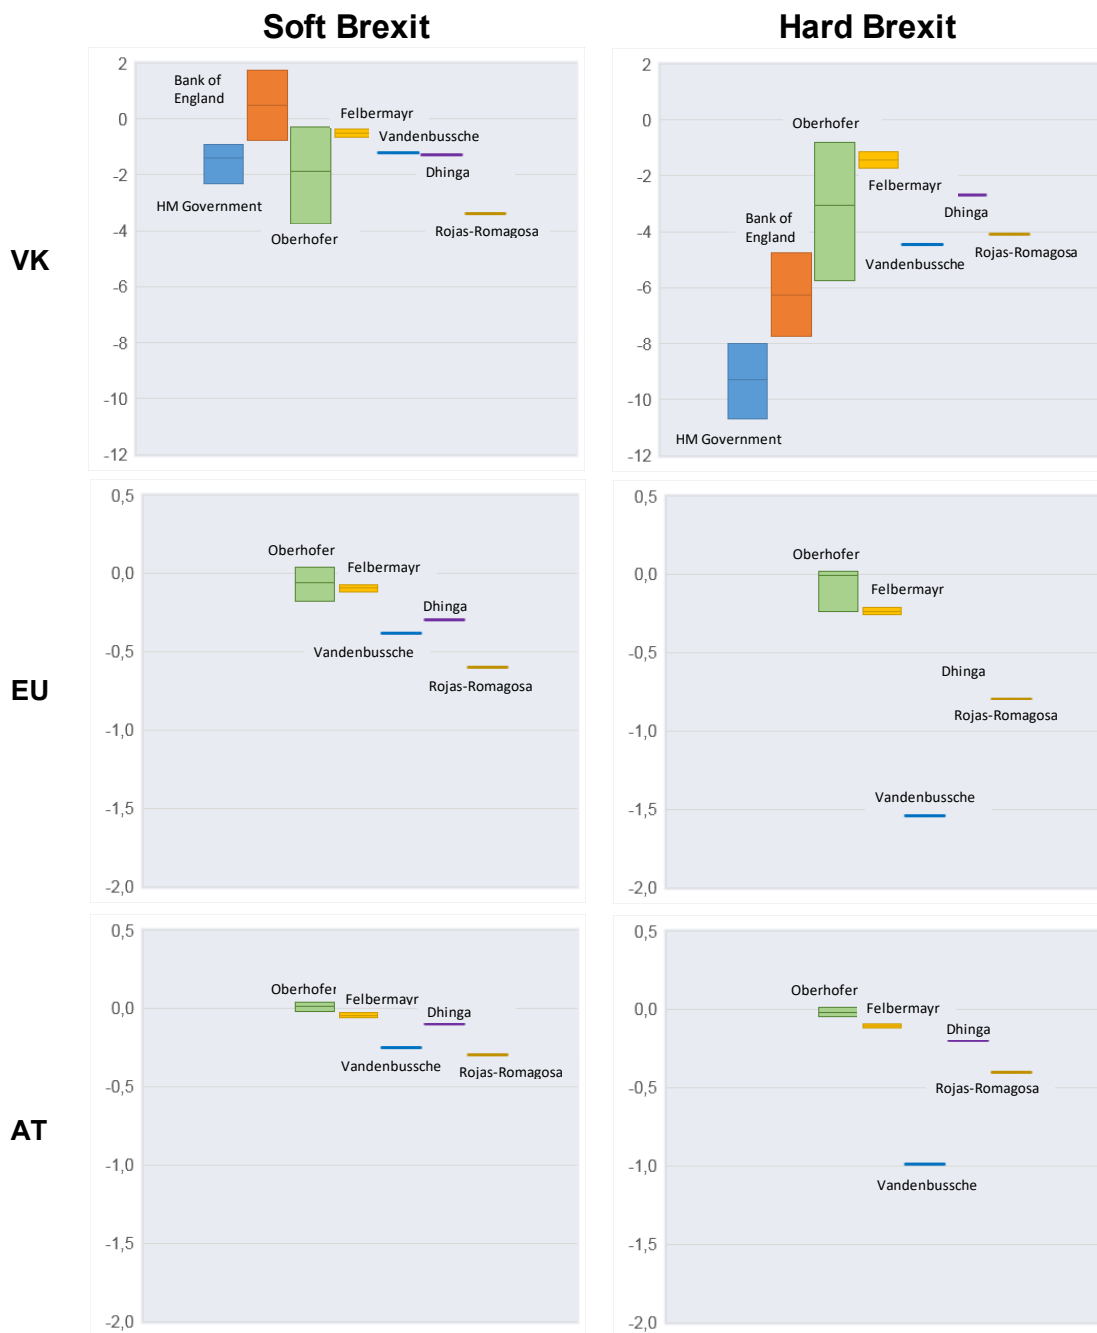 Soft Brexit
Hard Brexit
VK
2
0
-2
-4
-6
-8
-10
-12
Bank of
England
Felbermayr
Vandenbussche
Dhinga
HM Government
Oberhofer
Rojas-Romagosa
2
0
-2
-4
-6
-8
-10
-12
Oberhofer
Felbermayr
Dhinga
Bank of
England
Rojas-Romagosa
Vandenbussche
HM Government
EU
0,5
0,0
-0,5
-1,0
-1,5
-2,0
Oberhofer
Felbermayr
Dhinga
Vandenbussche
Rojas-Romagosa
0,5
0,0
-0,5
-1,0
-1,5
-2,0
Oberhofer
Felbermayr
Dhinga
Rojas-Romagosa
Vandenbussche
AT
0,5
0,0
-0,5
-1,0
-1,5
-2,0
Oberhofer
Felbermayr
Dhinga
Vandenbussche
Rojas-Romagosa
0,5
0,0
-0,5
-1,0
-1,5
-2,0
Oberhofer
Felbermayr
Dhinga
Rojas-Romagosa
Vandenbussche